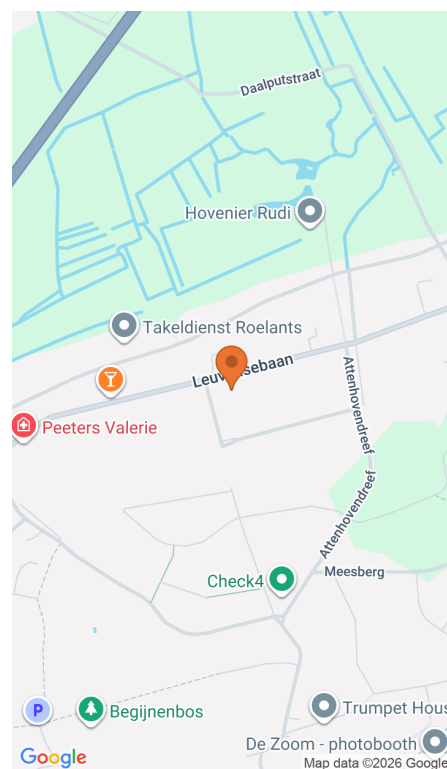 Daalputstraat
Hovenier Rudi
Takeldienst Roelants
Leuvensebaan
Attenhovendreef
Peeters Valerie
Attenhovendreef
Meesberg
Check4
P
Begijnenbos
Trumpet Hous
De Zoom - photobooth
Google
Map data ©2026 Google